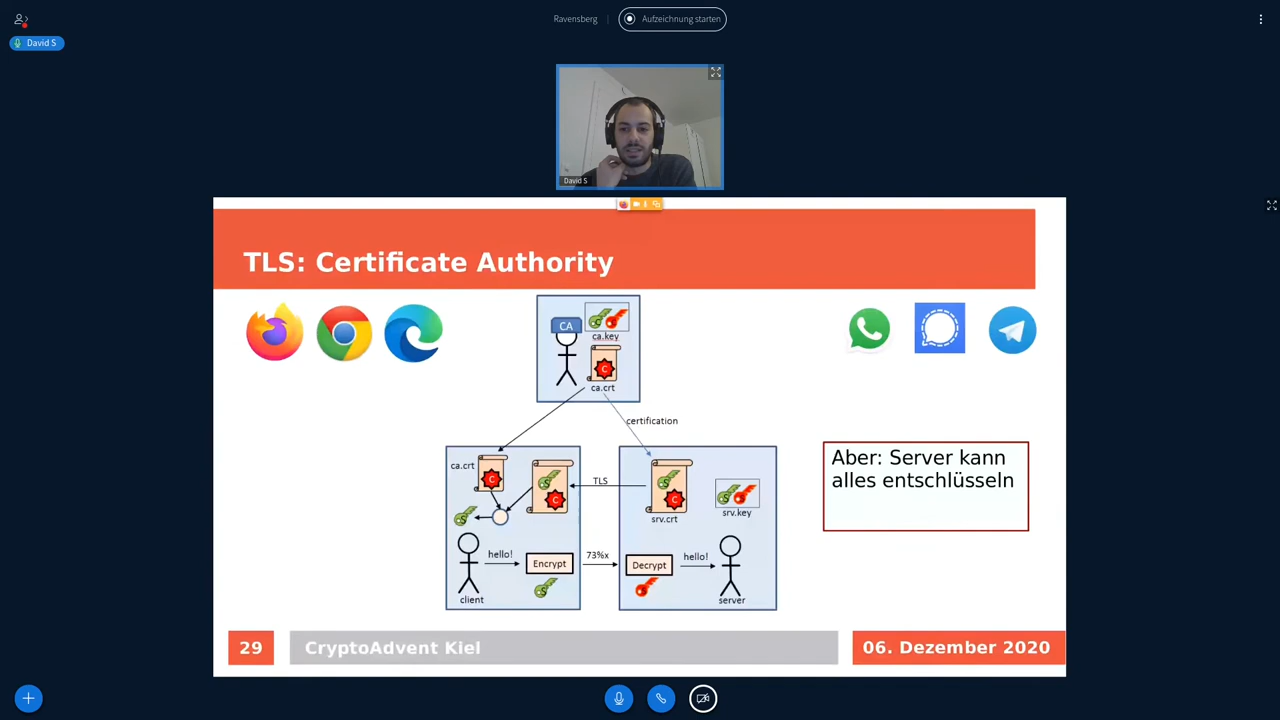 Ravensberg
Aufzeichnung starten
David S
David S
TLS: Certificate Authority
CA
ca.key
ca.crt
certification
ca.crt
C
C
C
C
S
S
S
S
S
TLS
srv.crt
srv.key
Aber: Server kann
alles entschlüsseln
hello!
Encrypt
73%x
Decrypt
hello!
client
server
29
CryptoAdvent Kiel
06. Dezember 2020